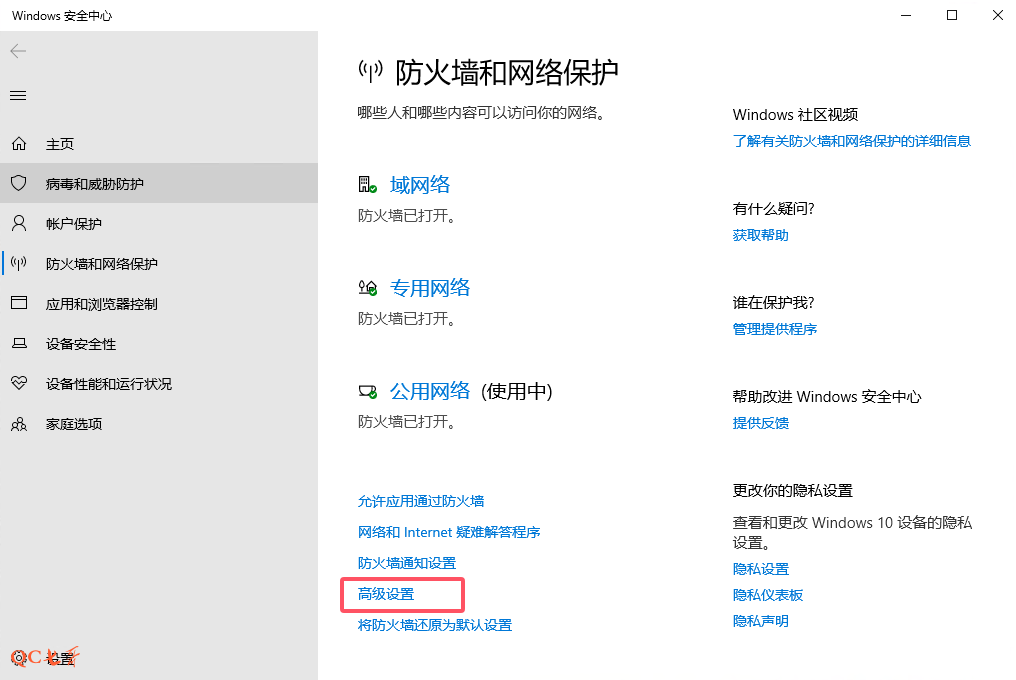 Windows 安全中心
主页
病毒和威胁防护
帐户保护
防火墙和网络保护
应用和浏览器控制
设备安全性
设备性能和运行状况
家庭选项
设置
防火墙和网络保护
哪些人和哪些内容可以访问你的网络。
域网络
防火墙已打开。
专用网络
防火墙已打开。
公用网络 (使用中)
防火墙已打开。
允许应用通过防火墙
网络和 Internet 疑难解答程序
防火墙通知设置
高级设置
将防火墙还原为默认设置
Windows 社区视频
了解有关防火墙和网络保护的详细信息
有什么疑问?
获取帮助
谁在保护我?
管理提供程序
帮助改进 Windows 安全中心
提供反馈
更改你的隐私设置
查看和更改 Windows 10 设备的隐私
设置。
隐私设置
隐私仪表板
隐私声明